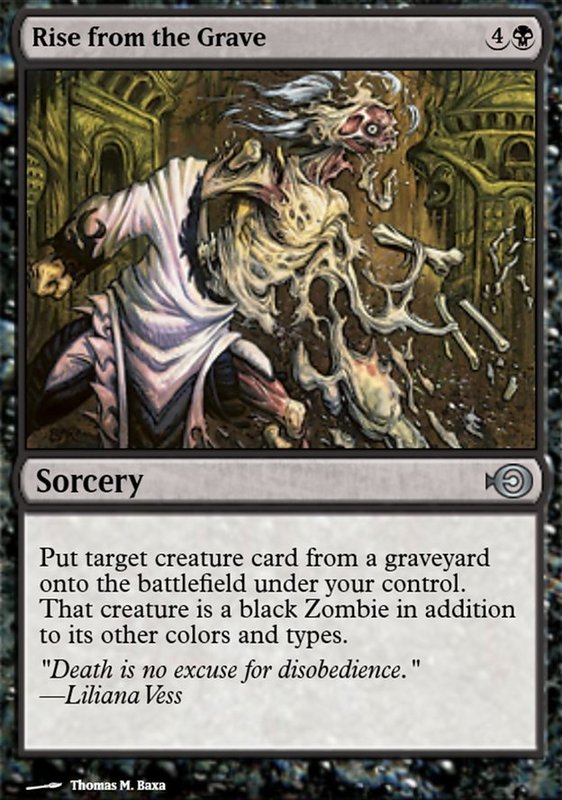 Rise from the Grave
4
Sorcery
Put target creature card from a graveyard
onto the battlefield under your control.
That creature is a black Zombie in addition
to its other colors and types.
"Death is no excuse for disobedience."
—Liliana Vess
Thomas M. Baxa